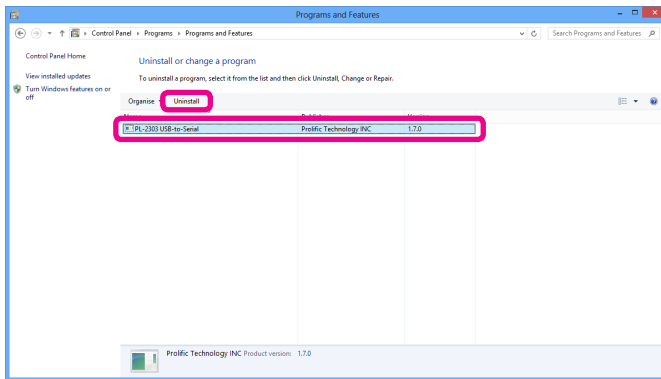 Programs and Features
Control Panel ▸ Programs ▸ Programs and Features
Search Programs and Features
Control Panel Home
View installed updates
Turn Windows features on or off
Uninstall or change a program
To uninstall a program, select it from the list and then click Uninstall, Change or Repair.
Organise Uninstall
PL-2303 USB-to-Serial Prolific Technology INC 1.7.0
Prolific Technology INC Product version: 1.7.0